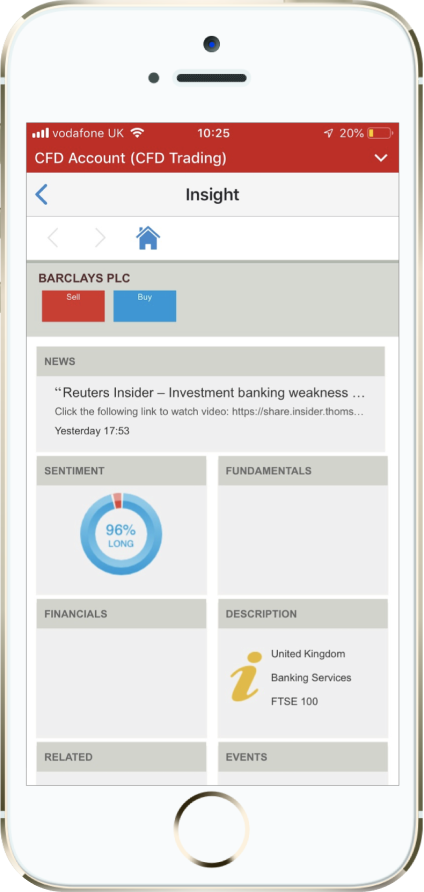 vodafone UK 10:25 20%
CFD Account (CFD Trading)
Insight
BARCLAYS PLC
Sell Buy
NEWS
“Reuters Insider – Investment banking weakness ...
Click the following link to watch video: https://share.insider.thoms...
Yesterday 17:53
SENTIMENT FUNDAMENTALS
96%
LONG
FINANCIALS DESCRIPTION
United Kingdom
Banking Services
FTSE 100
RELATED EVENTS